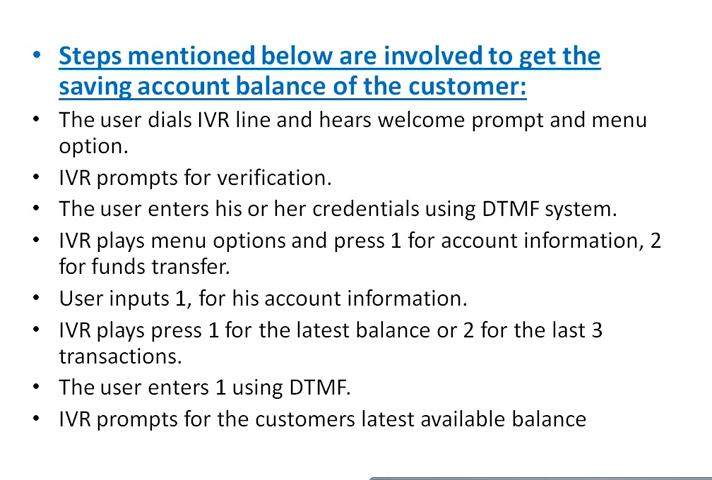 • Steps mentioned below are involved to get the
saving account balance of the customer:
• The user dials IVR line and hears welcome prompt and menu
option.
• IVR prompts for verification.
• The user enters his or her credentials using DTMF system.
• IVR plays menu options and press 1 for account information, 2
for funds transfer.
• User inputs 1, for his account information.
• IVR plays press 1 for the latest balance or 2 for the last 3
transactions.
• The user enters 1 using DTMF.
• IVR prompts for the customers latest available balance